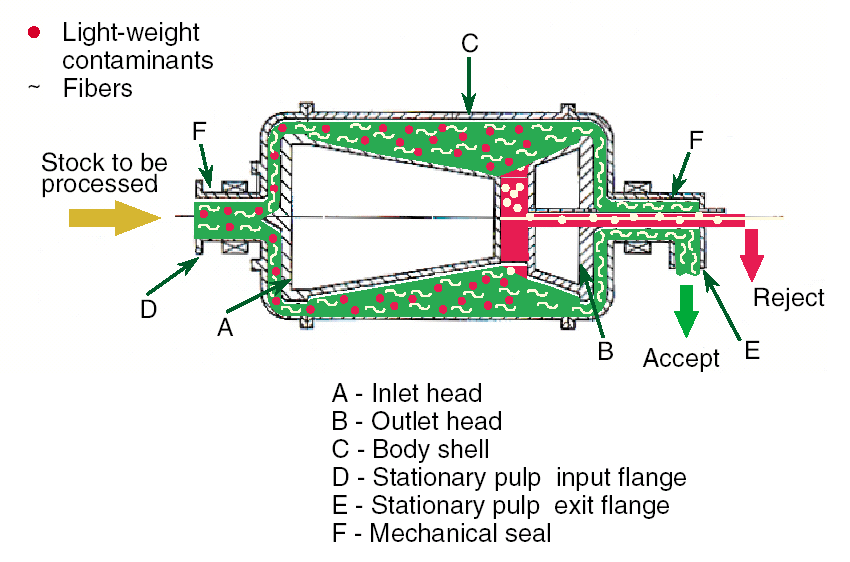 Light-weight
contaminants
~ Fibers
C
F
F
Stock to be
processed
D
A
Reject
B
Accept
E
A - Inlet head
B - Outlet head
C - Body shell
D - Stationary pulp input flange
E - Stationary pulp exit flange
F - Mechanical seal